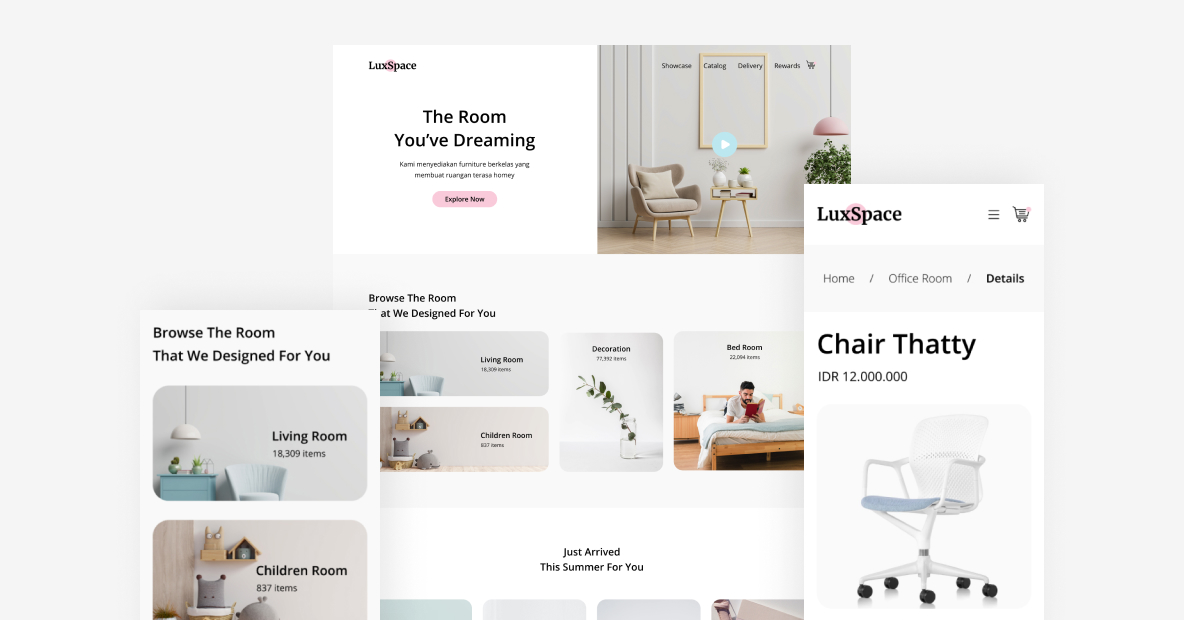 LuxSpace
Showcase Catalog Delivery Rewards
The Room
You’ve Dreaming
Kami menyediakan furniture berkelas yang
membuat ruangan terasa homey
Explore Now
Browse The Room
That We Designed For You
Living Room
18,309 items
Children Room
837 items
Decoration
77,392 items
Bed Room
22,094 items
Just Arrived
This Summer For You
Browse The Room
That We Designed For You
Living Room
18,309 items
Children Room
837 items
LuxSpace
Home / Office Room / Details
Chair Thatty
IDR 12.000.000